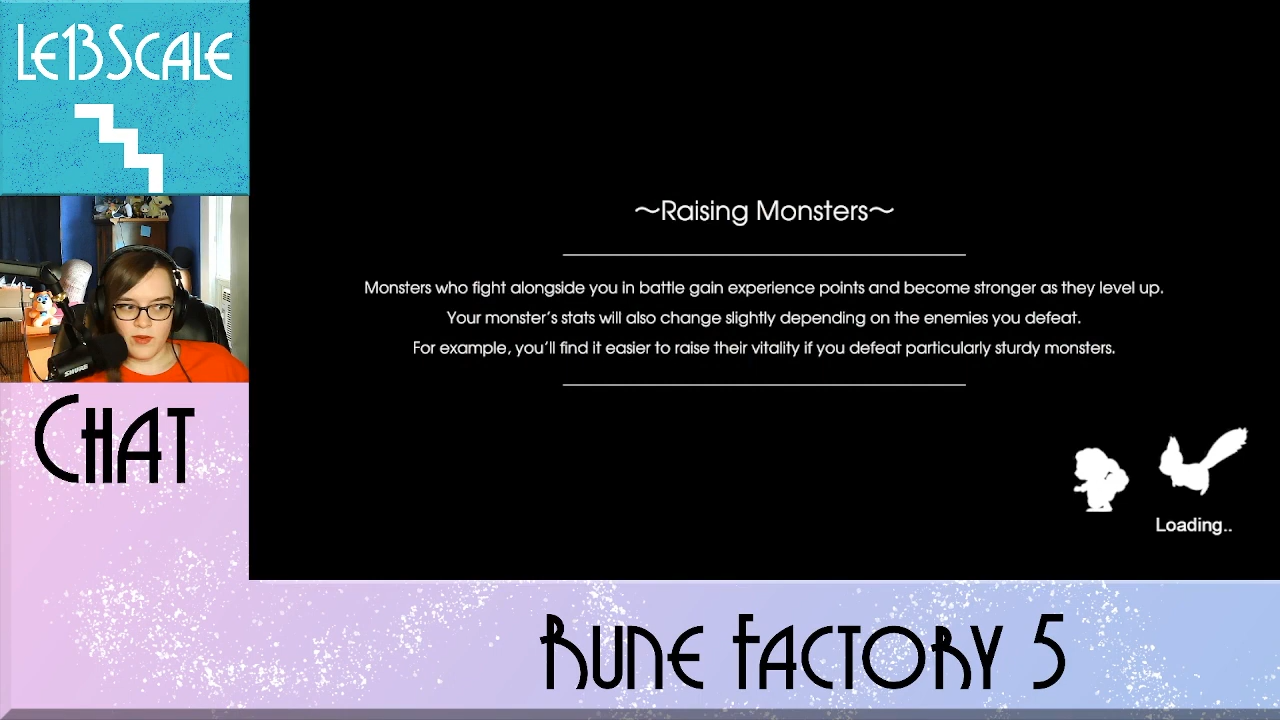 Le13Scale
~Raising Monsters~
Monsters who fight alongside you in battle gain experience points and become stronger as they level up.
Your monster's stats will also change slightly depending on the enemies you defeat.
For example, you'll find it easier to raise their vitality if you defeat particularly sturdy monsters.
SHURE
Chat
Loading..
Rune Factory 5